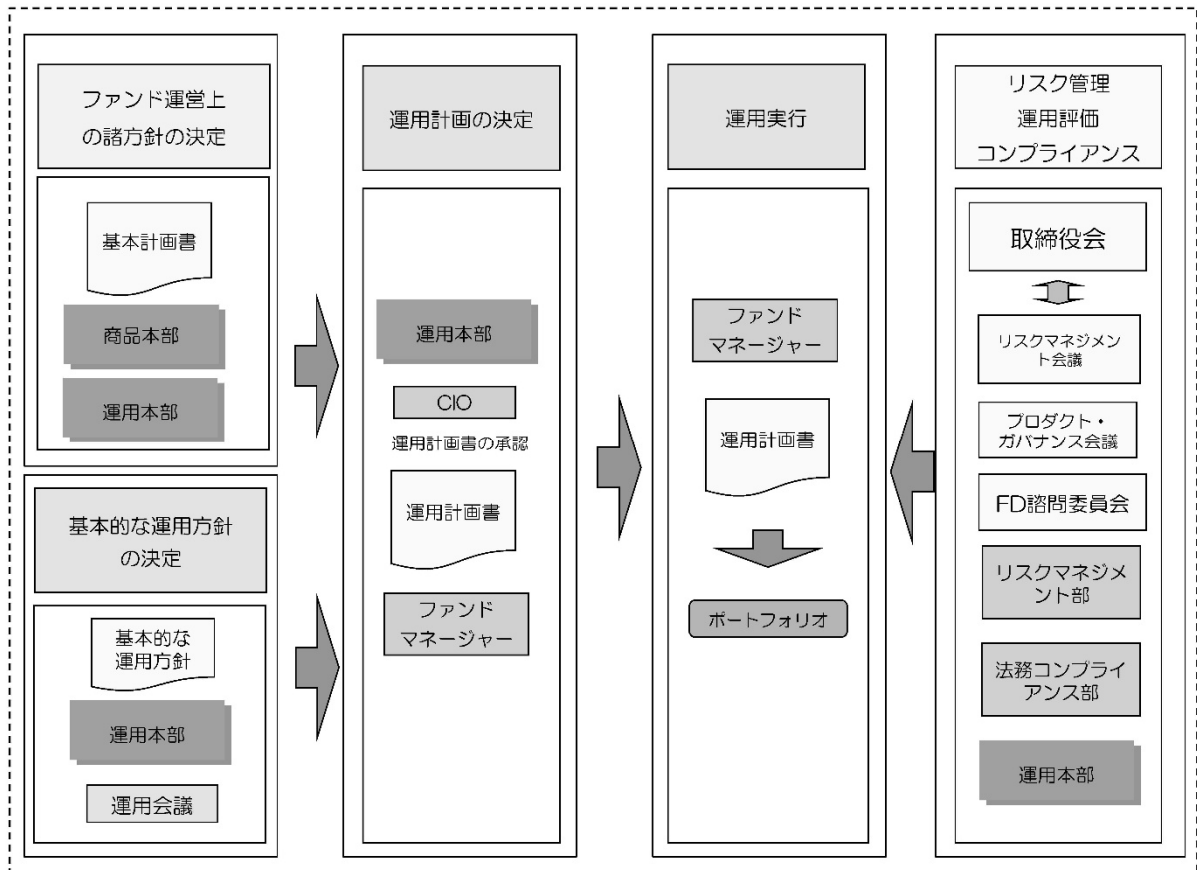 ファンド運営上
の諸方針の決定
基本計画書
商品本部
運用本部
基本的な運用方針
の決定
基本的な
運用方針
運用本部
運用会議
運用計画の決定
運用本部
CIO
運用計画書の承認
運用計画書
ファンド
マネージャー
運用実行
ファンド
マネージャー
運用計画書
ポートフォリオ
リスク管理
運用評価
コンプライアンス
取締役会
リスクマネジメン
ト会議
プロダクト・
ガバナンス会議
FD諮問委員会
リスクマネジメ
ント部
法務コンプライ
アンス部
運用本部